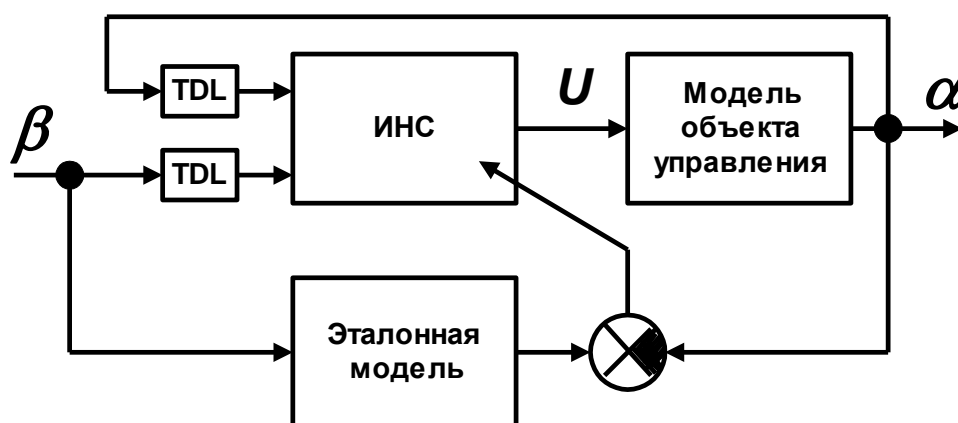 TDL
ИНС
U
Модель
объекта
управления
α
β
TDL
Эталонная
модель